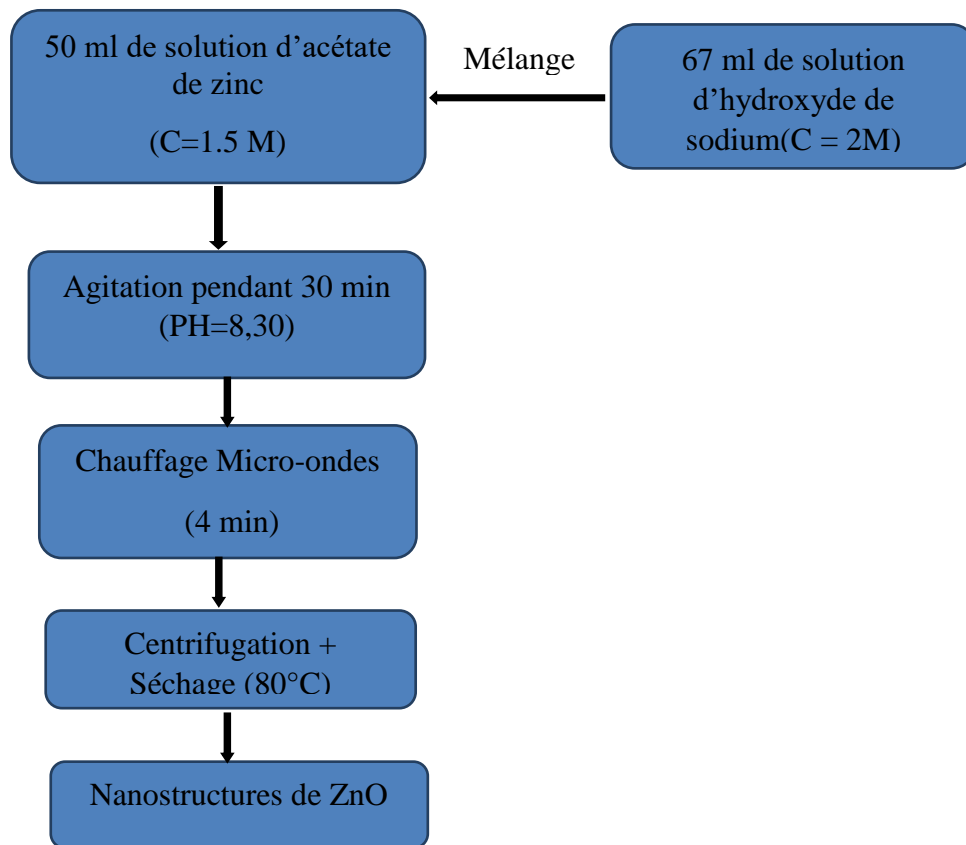 50 ml de solution d’acétate
de zinc
(C=1.5 M)
Mélange
67 ml de solution
d’hydroxyde de
sodium(C = 2M)
Agitation pendant 30 min
(PH=8,30)
Chauffage Micro-ondes
(4 min)
Centrifugation +
Séchage (80°C)
Nanostructures de ZnO